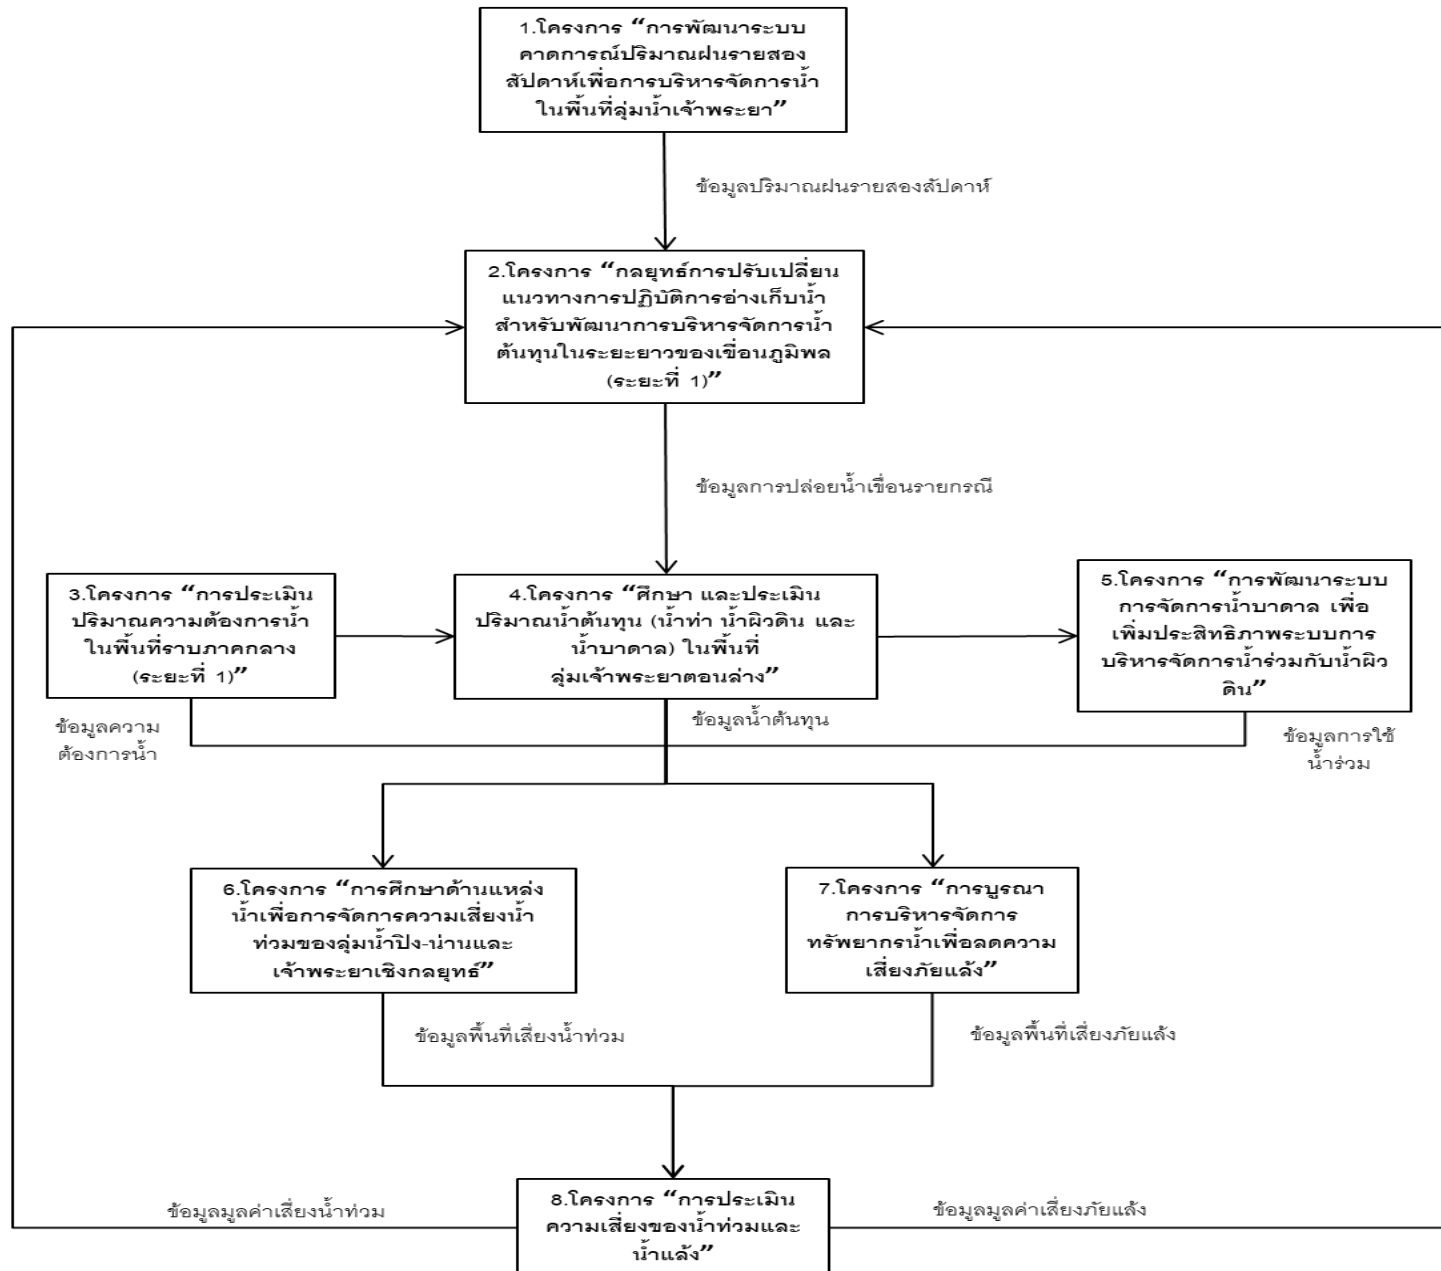 1.โครงการ “การพัฒนาระบบ
คาดการณ์ปริมาณฝนรายสอง
สัปดาห์เพื่อการบริหารจัดการน้ำ
ในพื้นที่ลุ่มน้ำเจ้าพระยา”
ข้อมูลปริมาณฝนรายสองสัปดาห์
2.โครงการ “กลยุทธ์การปรับเปลี่ยน
แนวทางการปฏิบัติการอ่างเก็บน้ำ
สำหรับพัฒนาการบริหารจัดการน้ำ
ต้นทุนในระยะยาวของเขื่อนภูมิพล
(ระยะที่ 1)”
ข้อมูลการปล่อยน้ำเขื่อนรายกรณี
3.โครงการ “การประเมิน
ปริมาณความต้องการน้ำ
ในพื้นที่ราบภาคกลาง
(ระยะที่ 1)”
4.โครงการ “ศึกษา และประเมิน
ปริมาณน้ำต้นทุน (น้ำท่า น้ำผิวดิน และ
น้ำบาดาล) ในพื้นที่
ลุ่มเจ้าพระยาตอนล่าง”
5.โครงการ “การพัฒนาระบบ
การจัดการน้ำบาดาล เพื่อ
เพิ่มประสิทธิภาพระบบการ
บริหารจัดการน้ำร่วมกับน้ำผิว
ดิน”
ข้อมูลความ
ต้องการน้ำ
ข้อมูลน้ำต้นทุน
ข้อมูลการใช้
น้ำร่วม
6.โครงการ “การศึกษาด้านแหล่ง
น้ำเพื่อการจัดการความเสี่ยงน้ำ
ท่วมของลุ่มน้ำปิง-น่านและ
เจ้าพระยาเชิงกลยุทธ์”
7.โครงการ “การบูรณา
การบริหารจัดการ
ทรัพยากรน้ำเพื่อลดความ
เสี่ยงภัยแล้ง”
ข้อมูลพื้นที่เสี่ยงน้ำท่วม
ข้อมูลพื้นที่เสี่ยงภัยแล้ง
8.โครงการ “การประเมิน
ความเสี่ยงของน้ำท่วมและ
น้ำแล้ง”
ข้อมูลมูลค่าเสี่ยงน้ำท่วม
ข้อมูลมูลค่าเสี่ยงภัยแล้ง